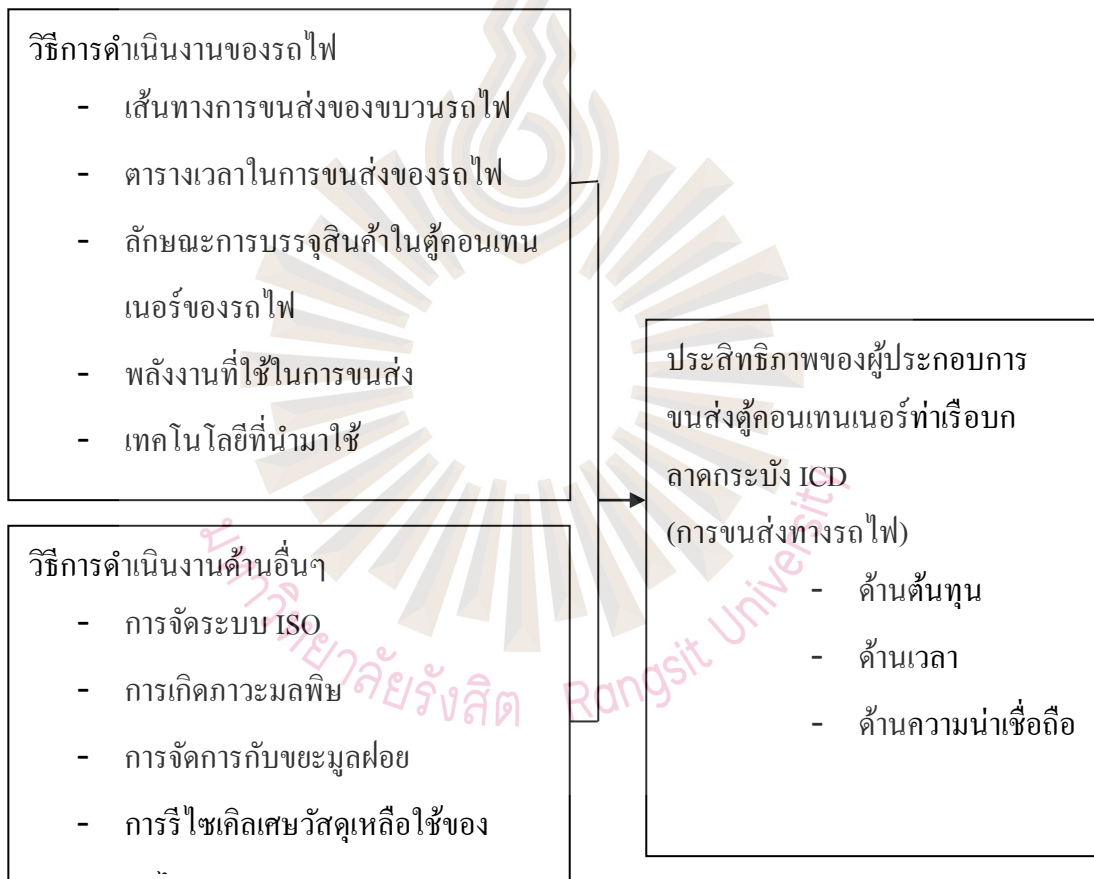 วิธีการดำเนินงานของรถไฟ
- เส้นทางการขนส่งของขบวนรถไฟ
- ตารางเวลาในการขนส่งของรถไฟ
- ลักษณะการบรรจุสินค้าในตู้คอนเทน
เนอร์ของรถไฟ
- พลังงานที่ใช้ในการขนส่ง
- เทคโนโลยีที่นำมาใช้
วิธีการดำเนินงานด้านอื่นๆ
- การจัดระบบ ISO
- การเกิดภาวะมลพิษ
- การจัดการกับขยะมูลฝอย
- การรีไซเคิลเศษวัสดุเหลือใช้ของ
ประสิทธิภาพของผู้ประกอบการ
ขนส่งตู้คอนเทนเนอร์ท่าเรือบก
ลาดกระบัง ICD
(การขนส่งทางรถไฟ)
- ด้านต้นทุน
- ด้านเวลา
- ด้านความน่าเชื่อถือ
มหาวิทยาลัยรังสิต Rangsit University